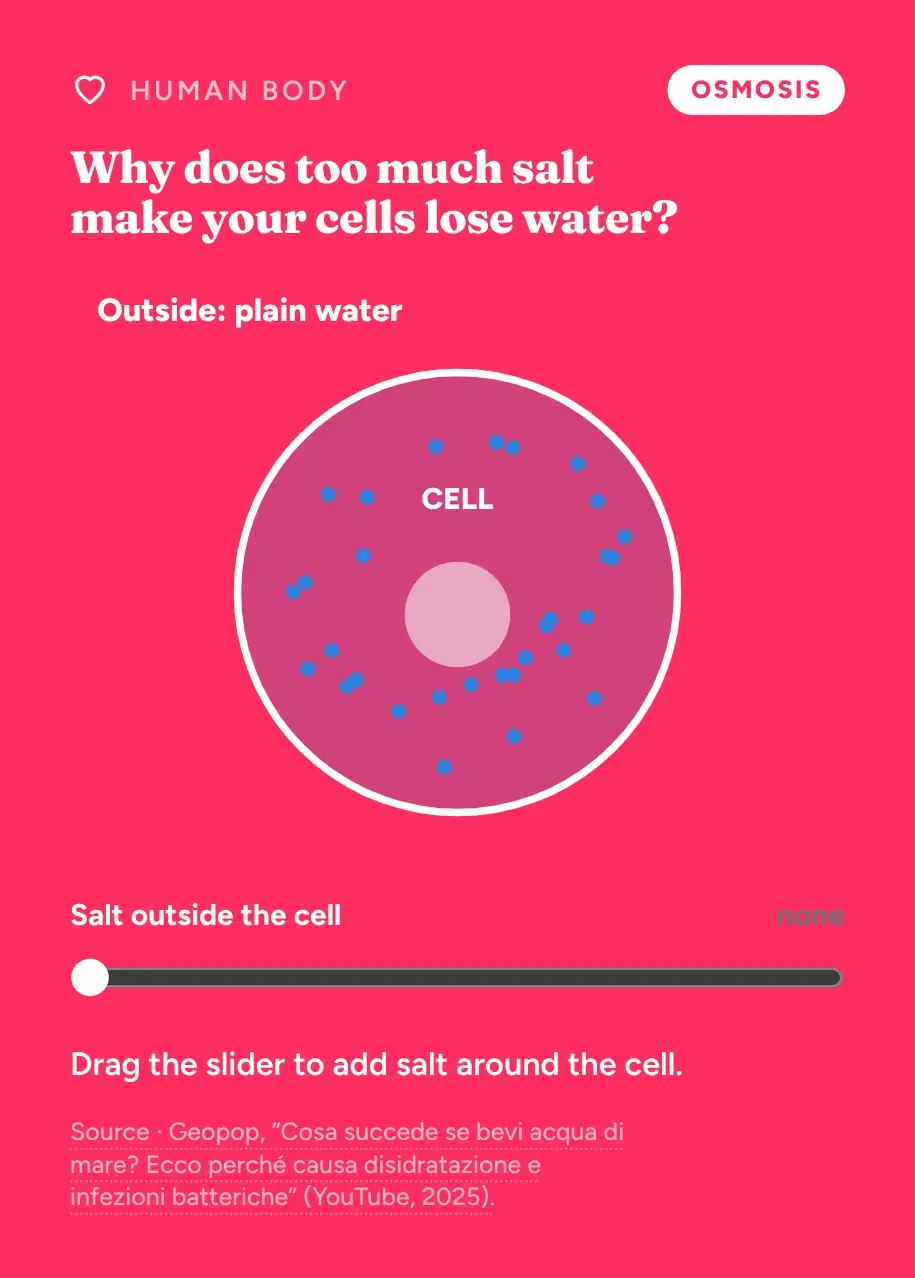 HUMAN BODY
OSMOSIS
Why does too much salt
make your cells lose water?
Outside: plain water
CELL
Salt outside the cell
none
Drag the slider to add salt around the cell.
Source · Geopop, “Cosa succede se bevi acqua di
mare? Ecco perché causa disidratazione e
infezioni batteriche” (YouTube, 2025).